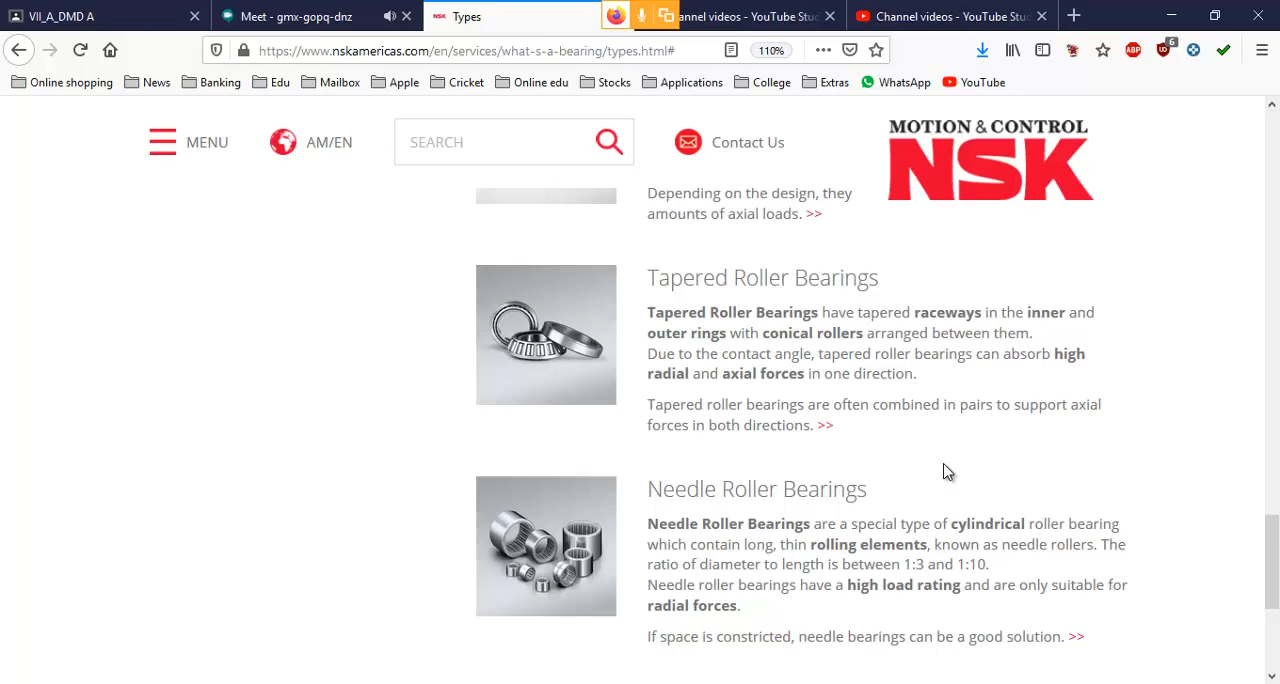 VII_A_DMD A
Meet - gmx-gopq-dnz
NSK Types
hannel videos - YouTube Stu
Channel videos - YouTube Stu
https://www.nskamericas.com/en/services/what-s-a-bearing/types.html#
110%
ABP
6
Online shopping
News
Banking
Edu
Mailbox
Apple
Cricket
Online edu
Stocks
Applications
College
Extras
WhatsApp
YouTube
MENU
AM/EN
SEARCH
Contact Us
MOTION & CONTROL
NSK
Depending on the design, they
amounts of axial loads. >>
Tapered Roller Bearings
Tapered Roller Bearings have tapered raceways in the inner and
outer rings with conical rollers arranged between them.
Due to the contact angle, tapered roller bearings can absorb high
radial and axial forces in one direction.
Tapered roller bearings are often combined in pairs to support axial
forces in both directions. >>
Needle Roller Bearings
Needle Roller Bearings are a special type of cylindrical roller bearing
which contain long, thin rolling elements, known as needle rollers. The
ratio of diameter to length is between 1:3 and 1:10.
Needle roller bearings have a high load rating and are only suitable for
radial forces.
If space is constricted, needle bearings can be a good solution. >>